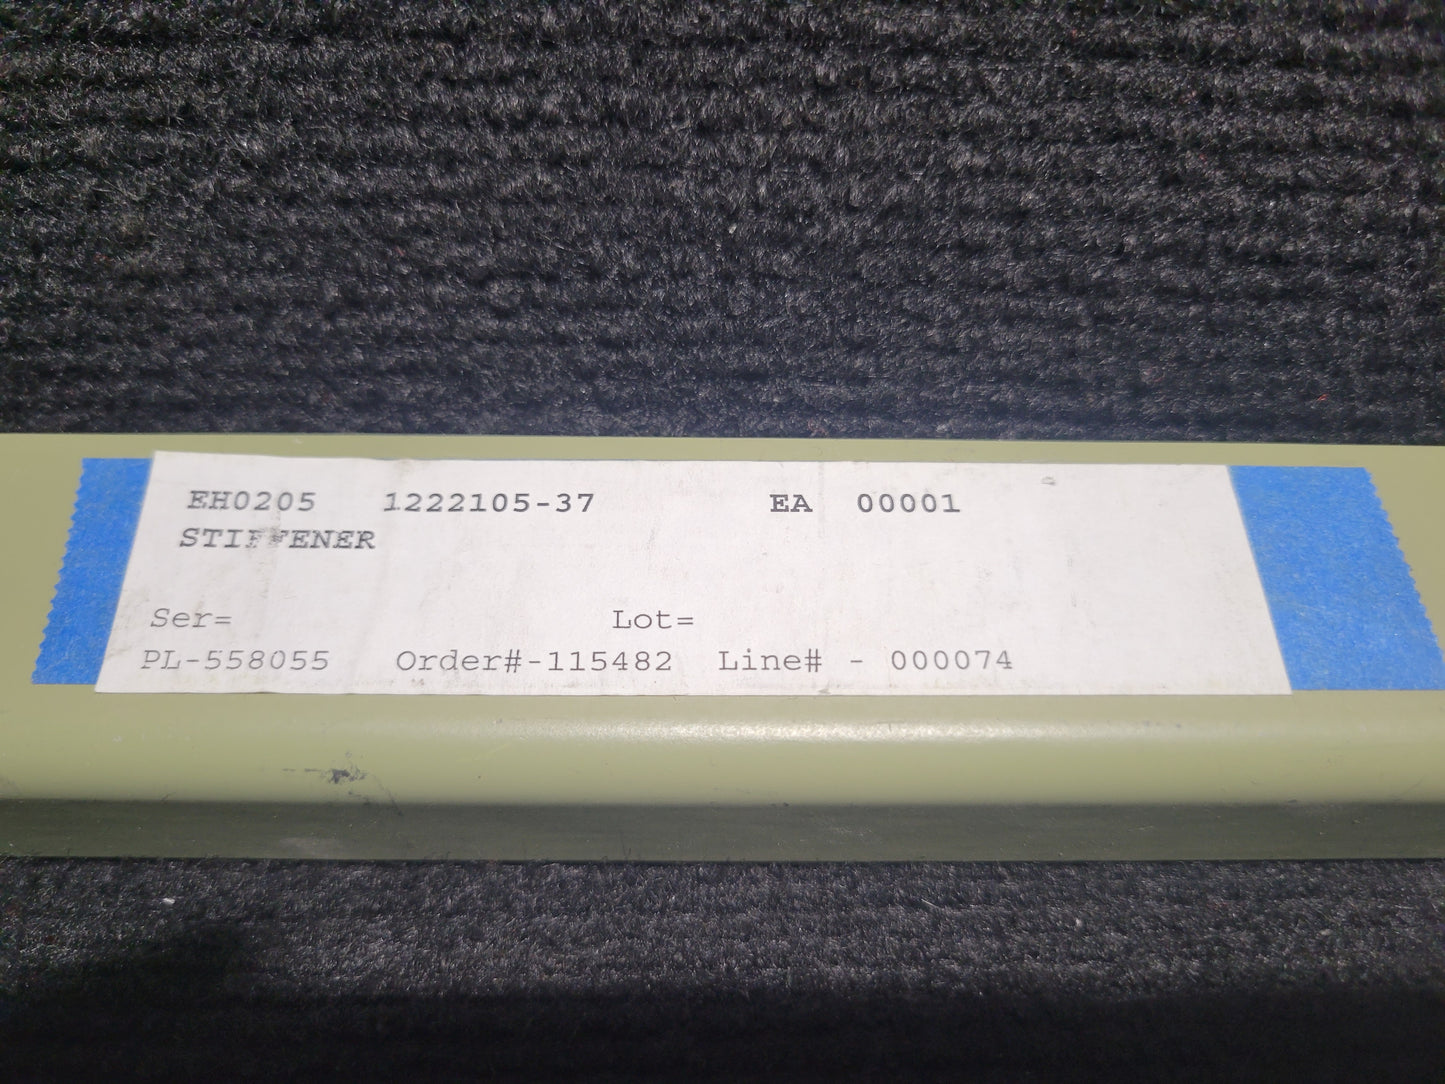 EH0205 1222105-37 EA 00001
STIFFENER
Ser= Lot=
PL-558055 Order#-115482 Line# - 000074